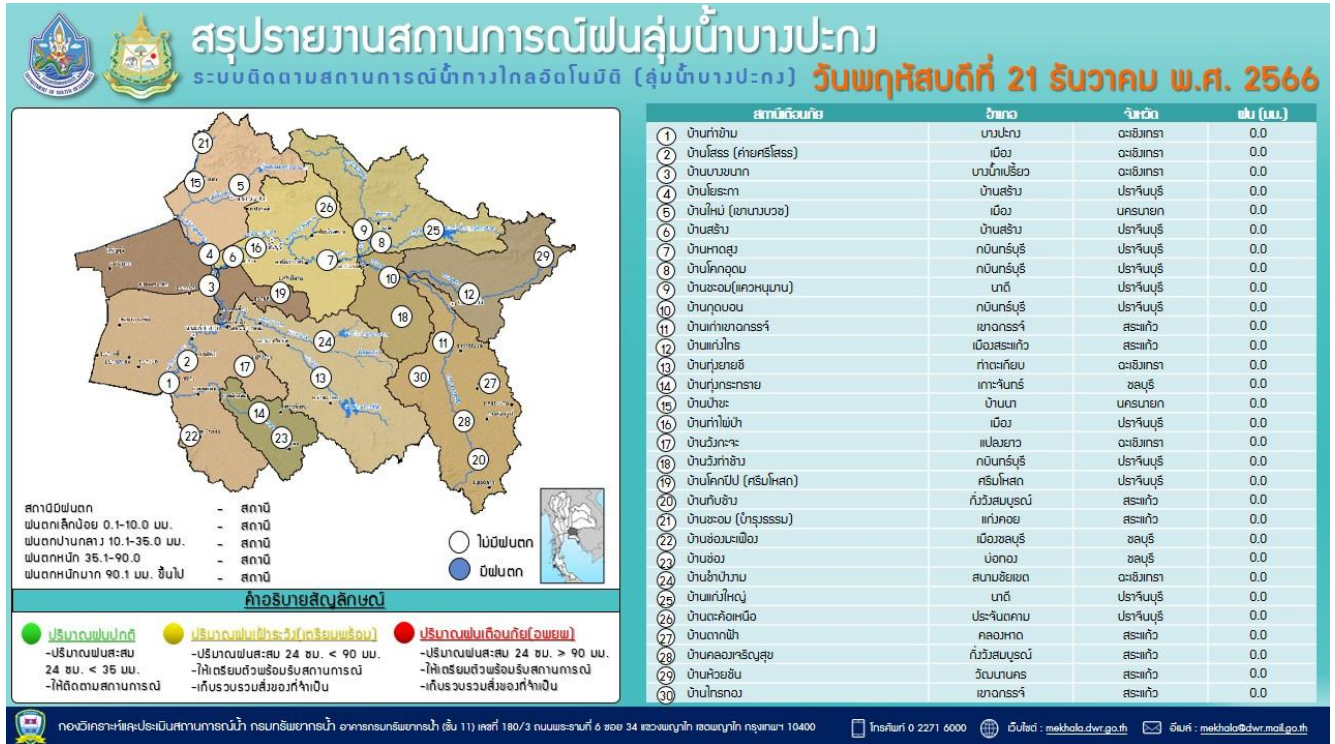 สรุปรายงานสถานการณ์ฝนลุ่มน้ำบางปะกง
ระบบติดตามสถานการณ์น้ำทางไกลอัตโนมัติ (ลุ่มน้ำบางปะกง) วันพฤหัสบดีที่ 21 ธันวาคม พ.ศ. 2566
สถานีเตือนภัย อำเภอ จังหวัด ฝน (มม.)
1 บ้านท่าข้าม บางปะกง ฉะเชิงเทรา 0.0
2 บ้านโสธร (ค่ายศรีโสธร) เมือง ฉะเชิงเทรา 0.0
3 บ้านบางขนาก บางน้ำเปรี้ยว ฉะเชิงเทรา 0.0
4 บ้านโยธะกา บ้านสร้าง ปราจีนบุรี 0.0
5 บ้านใหม่ (เขานางบวช) เมือง นครนายก 0.0
6 บ้านสร้าง บ้านสร้าง ปราจีนบุรี 0.0
7 บ้านหาดสูง กบินทร์บุรี ปราจีนบุรี 0.0
8 บ้านโคกอุดม กบินทร์บุรี ปราจีนบุรี 0.0
9 บ้านซะอม(แควหนุมาน) นาดี ปราจีนบุรี 0.0
10 บ้านกุดบอน กบินทร์บุรี ปราจีนบุรี 0.0
11 บ้านเก่าเขาฉกรรจ์ เขาฉกรรจ์ สระแก้ว 0.0
12 บ้านแก่งไทร เมืองสระแก้ว สระแก้ว 0.0
13 บ้านทุ่งยายชี ท่าตะเกียบ ฉะเชิงเทรา 0.0
14 บ้านทุ่งกระทราย เกาะจันทร์ ชลบุรี 0.0
15 บ้านป่าขะ บ้านนา นครนายก 0.0
16 บ้านท่าไผ่ป่า เมือง ปราจีนบุรี 0.0
17 บ้านวังกะจะ แปลงยาว ฉะเชิงเทรา 0.0
18 บ้านวังท่าช้าง กบินทร์บุรี ปราจีนบุรี 0.0
19 บ้านโคกปีป (ศรีมโหสถ) ศรีมโหสถ ปราจีนบุรี 0.0
20 บ้านทับช้าง กิ่งวังสมบูรณ์ สระแก้ว 0.0
21 บ้านชะอม (บำรุงธรรม) แก่งคอย สระแก้ว 0.0
22 บ้านช่องมะเฟือง เมืองชลบุรี ชลบุรี 0.0
23 บ้านช่อง บ่อทอง ชลบุรี 0.0
24 บ้านซำป่างาม สนามชัยเขต ฉะเชิงเทรา 0.0
25 บ้านแก่งใหญ่ นาดี ปราจีนบุรี 0.0
26 บ้านตะค้อเหนือ ประจันตคาม ปราจีนบุรี 0.0
27 บ้านตากฟ้า คลองหาด สระแก้ว 0.0
28 บ้านคลองเจริญสุข กิ่งวังสมบูรณ์ สระแก้ว 0.0
29 บ้านห้วยชัน วัฒนานคร สระแก้ว 0.0
30 บ้านไทรทอง เขาฉกรรจ์ สระแก้ว 0.0
สถานีมีฝนตก - สถานี
ฝนตกเล็กน้อย 0.1-10.0 มม. - สถานี
ฝนตกปานกลาง 10.1-35.0 มม. - สถานี
ฝนตกหนัก 35.1-90.0 - สถานี
ฝนตกหนักมาก 90.1 มม. ขึ้นไป - สถานี
ไม่มีฝนตก
มีฝนตก
คำอธิบายสัญลักษณ์
ปริมาณฝนปกติ
-ปริมาณฝนสะสม
24 ชม. < 35 มม.
-ให้ติดตามสถานการณ์
ปริมาณฝนเฝ้าระวัง(เตรียมพร้อม)
-ปริมาณฝนสะสม 24 ชม. < 90 มม.
-ให้เตรียมตัวพร้อมรับสถานการณ์
-เก็บรวบรวมสิ่งของที่จำเป็น
ปริมาณฝนเตือนภัย(อพยพ)
-ปริมาณฝนสะสม 24 ชม. > 90 มม.
-ให้เตรียมตัวพร้อมรับสถานการณ์
-เก็บรวบรวมสิ่งของที่จำเป็น
กองวิเคราะห์และประเมินสถานการณ์น้ำ กรมทรัพยากรน้ำ อาคารกรมทรัพยากรน้ำ (ชั้น 11) เลขที่ 180/3 ถนนพระรามที่ 6 ซอย 34 แขวงพญาไท เขตพญาไท กรุงเทพฯ 10400 โทรศัพท์ 0 2271 6000 เว็บไซต์ : mekhala.dwr.go.th อีเมล์ : mekhala@dwr.mail.go.th